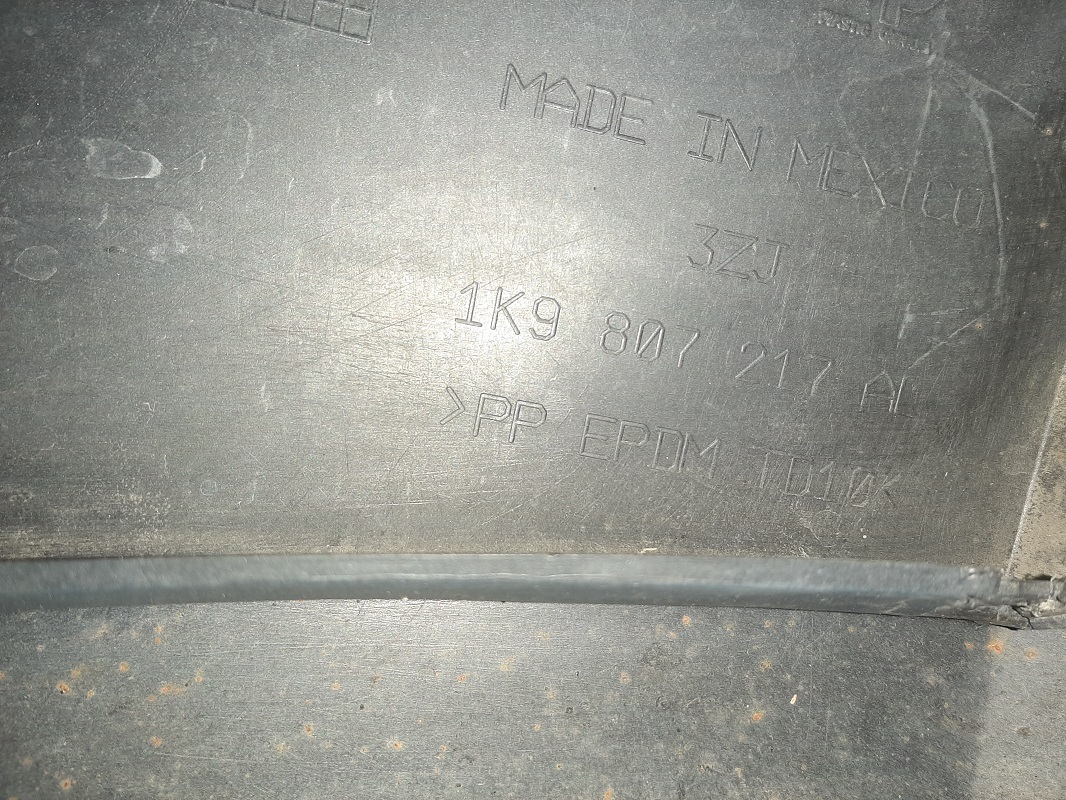 MADE IN MEXICO
3ZJ
1K9 807 217 AL
>PP EPDM TD10<